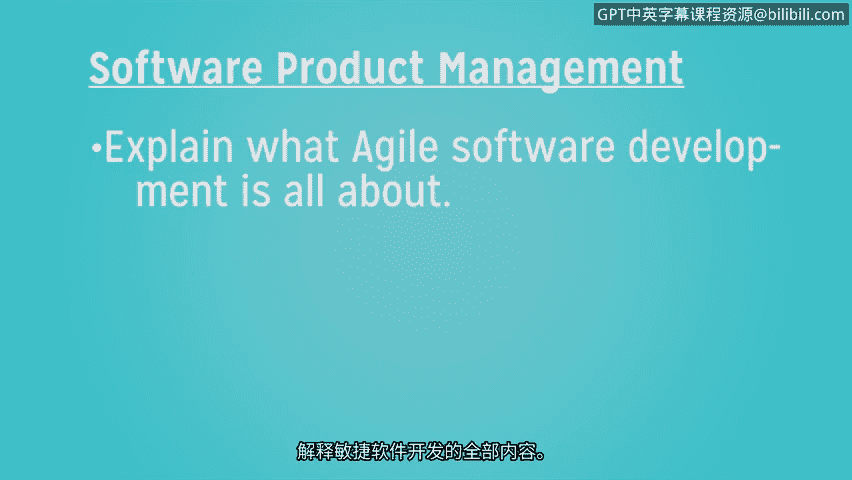 GPT中英字幕课程资源@bilibili.com
Software Product Management
•Explain what Agile software develop-
ment is all about.
解释敏捷软件开发的全部内容。